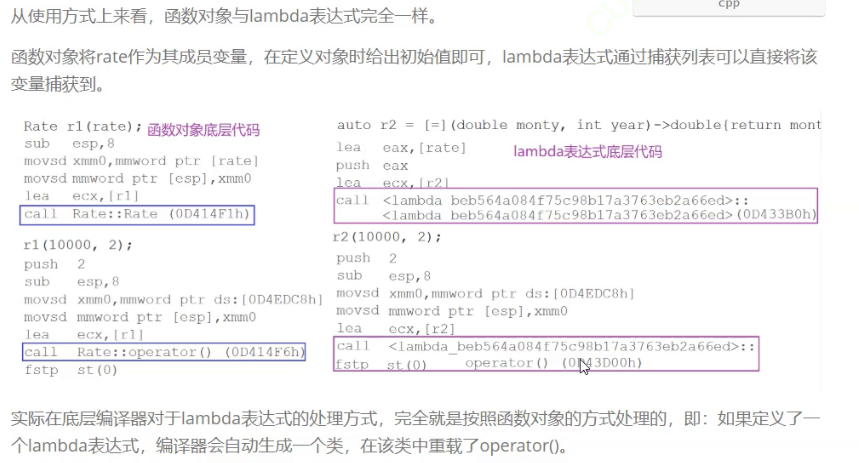 cpp
从使用方式上来看，函数对象与lambda表达式完全一样。
函数对象将rate作为其成员变量，在定义对象时给出初始值即可，lambda表达式通过捕获列表可以直接将该
变量捕获到。
Rate r1(rate); 函数对象底层代码
sub esp,8
movsd xmm0,mmword ptr [rate]
movsd mmword ptr [esp],xmm0
lea ecx,[r1]
call Rate::Rate (0D414F1h)
r1(10000, 2);
push 2
sub esp,8
movsd xmm0,mmword ptr ds:[0D4EDC8h]
movsd mmword ptr [esp],xmm0
lea ecx,[r1]
call Rate::operator() (0D414F6h)
fstp st(0)
auto r2 = [=](double monty, int year)->double{return mont
lea eax,[rate]
lambda表达式底层代码
push eax
lea ecx,[r2]
call <lambda_beb564a084f75c98b17a3763eb2a66ed>::
<lambda_beb564a084f75c98b17a3763eb2a66ed>(0D433B0h)
r2(10000, 2);
push 2
sub esp,8
movsd xmm0,mmword ptr ds:[0D4EDC8h]
movsd mmword ptr [esp],xmm0
lea ecx,[r2]
call <lambda_beb564a084f75c98b17a3763eb2a66ed>::
fstp st(0) operator()
实际在底层编译器对于lambda表达式的处理方式，完全就是按照函数对象的方式处理的，即：如果定义了一
个lambda表达式，编译器会自动生成一个类，在该类中重载了operator()。